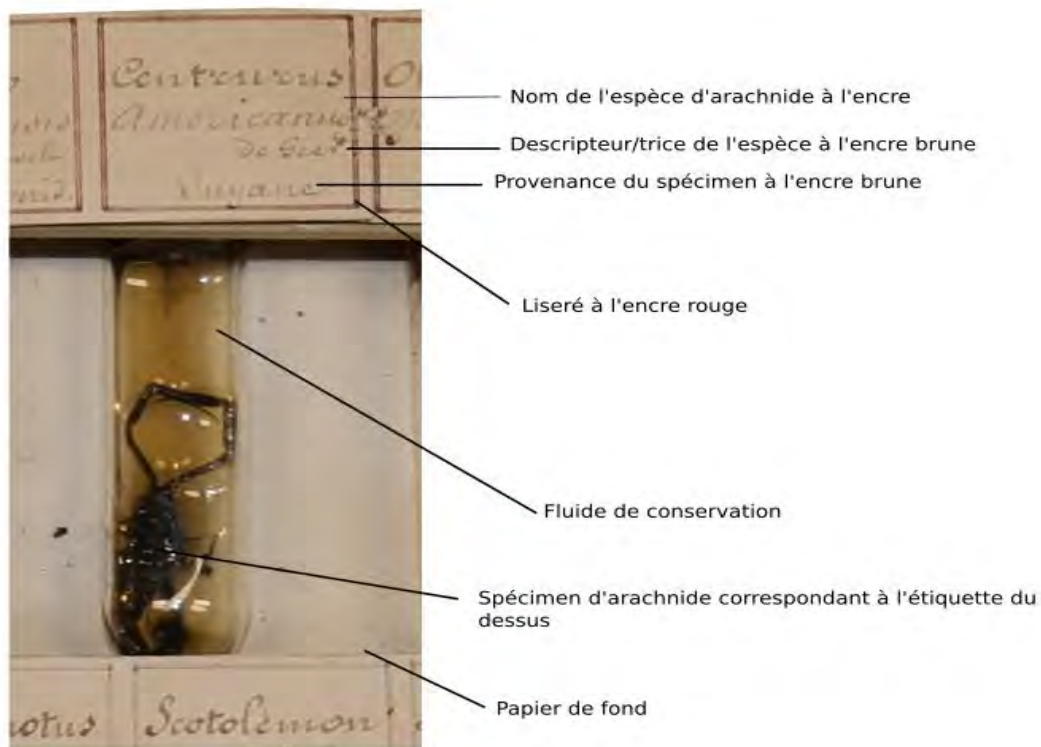 Centrurus
Americanus
de Geer
Guyane
Nom de l'espèce d'arachnide à l'encre
Descripteur/trice de l'espèce à l'encre brune
Provenance du spécimen à l'encre brune
Liseré à l'encre rouge
Fluide de conservation
Spécimen d'arachnide correspondant à l'étiquette du
dessus
Papier de fond
otus
Scotolemon